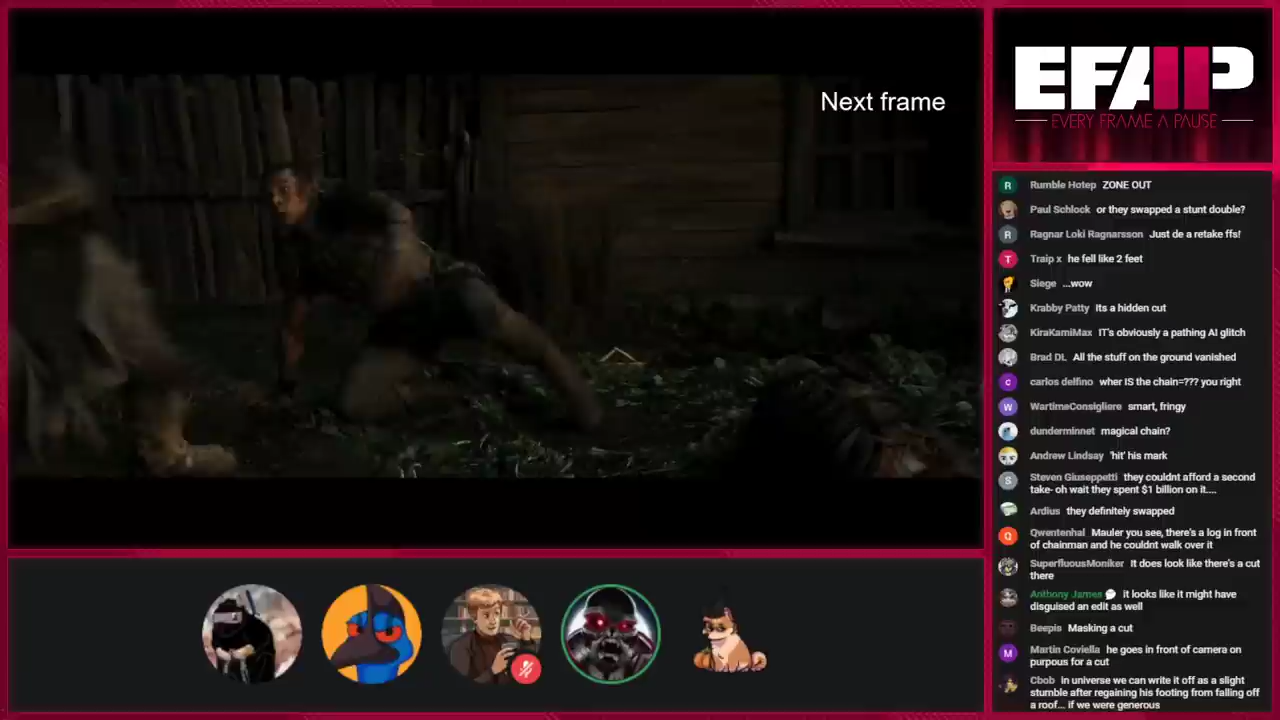 Next frame
EFAP
EVERY FRAME A PAUSE
R Rumble Hotep ZONE OUT
Paul Schlock or they swapped a stunt double?
R Ragnar Loki Ragnarsson Just de a retake ffs!
T Traip x he fell like 2 feet
Siege ...wow
Krabby Patty Its a hidden cut
KiraKamiMax IT's obviously a pathing AI glitch
Brad DL All the stuff on the ground vanished
c carlos delfino wher IS the chain=??? you right
W WartimeConsigliere smart, fringy
dunderminnet magical chain?
Andrew Lindsay 'hit' his mark
S Steven Giuseppetti they couldnt afford a second
take- oh wait they spent $1 billion on it....
Ardius they definitely swapped
Q Qwentenhal Mauler you see, there's a log in front
of chainman and he couldnt walk over it
SuperfluousMoniker It does look like there's a cut
there
Anthony James it looks like it might have
disguised an edit as well
Beepis Masking a cut
M Martin Coviella he goes in front of camera on
purpous for a cut
Cbob in universe we can write it off as a slight
stumble after regaining his footing from falling off
a roof... if we were generous